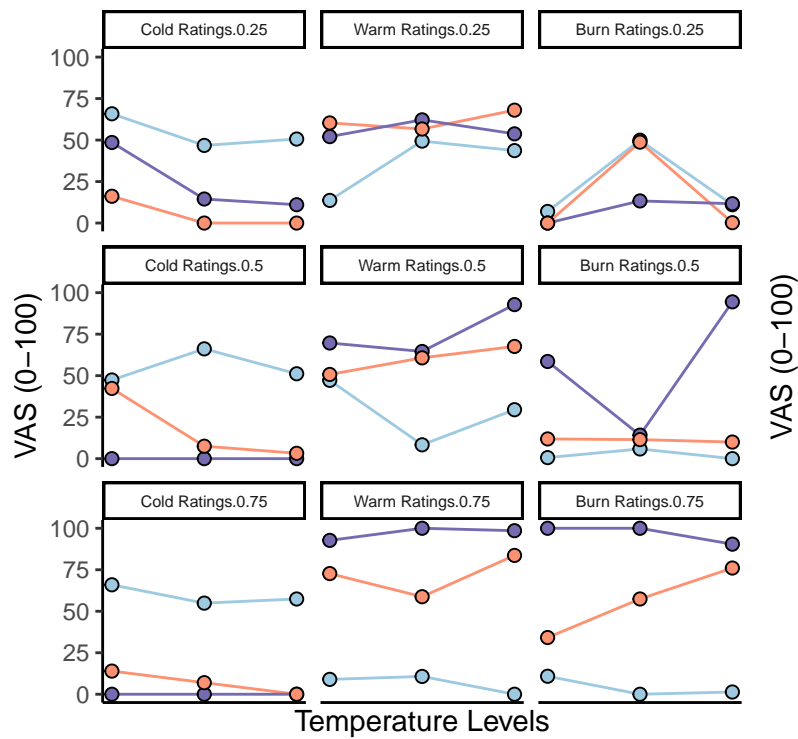 Cold Ratings.0.25
Warm Ratings.0.25
Burn Ratings.0.25
100
75
50
25
0
Cold Ratings.0.5
Warm Ratings.0.5
Burn Ratings.0.5
100
75
50
25
0
Cold Ratings.0.75
Warm Ratings.0.75
Burn Ratings.0.75
100
75
50
25
0
VAS (0−100)
VAS (0−100)
Temperature Levels